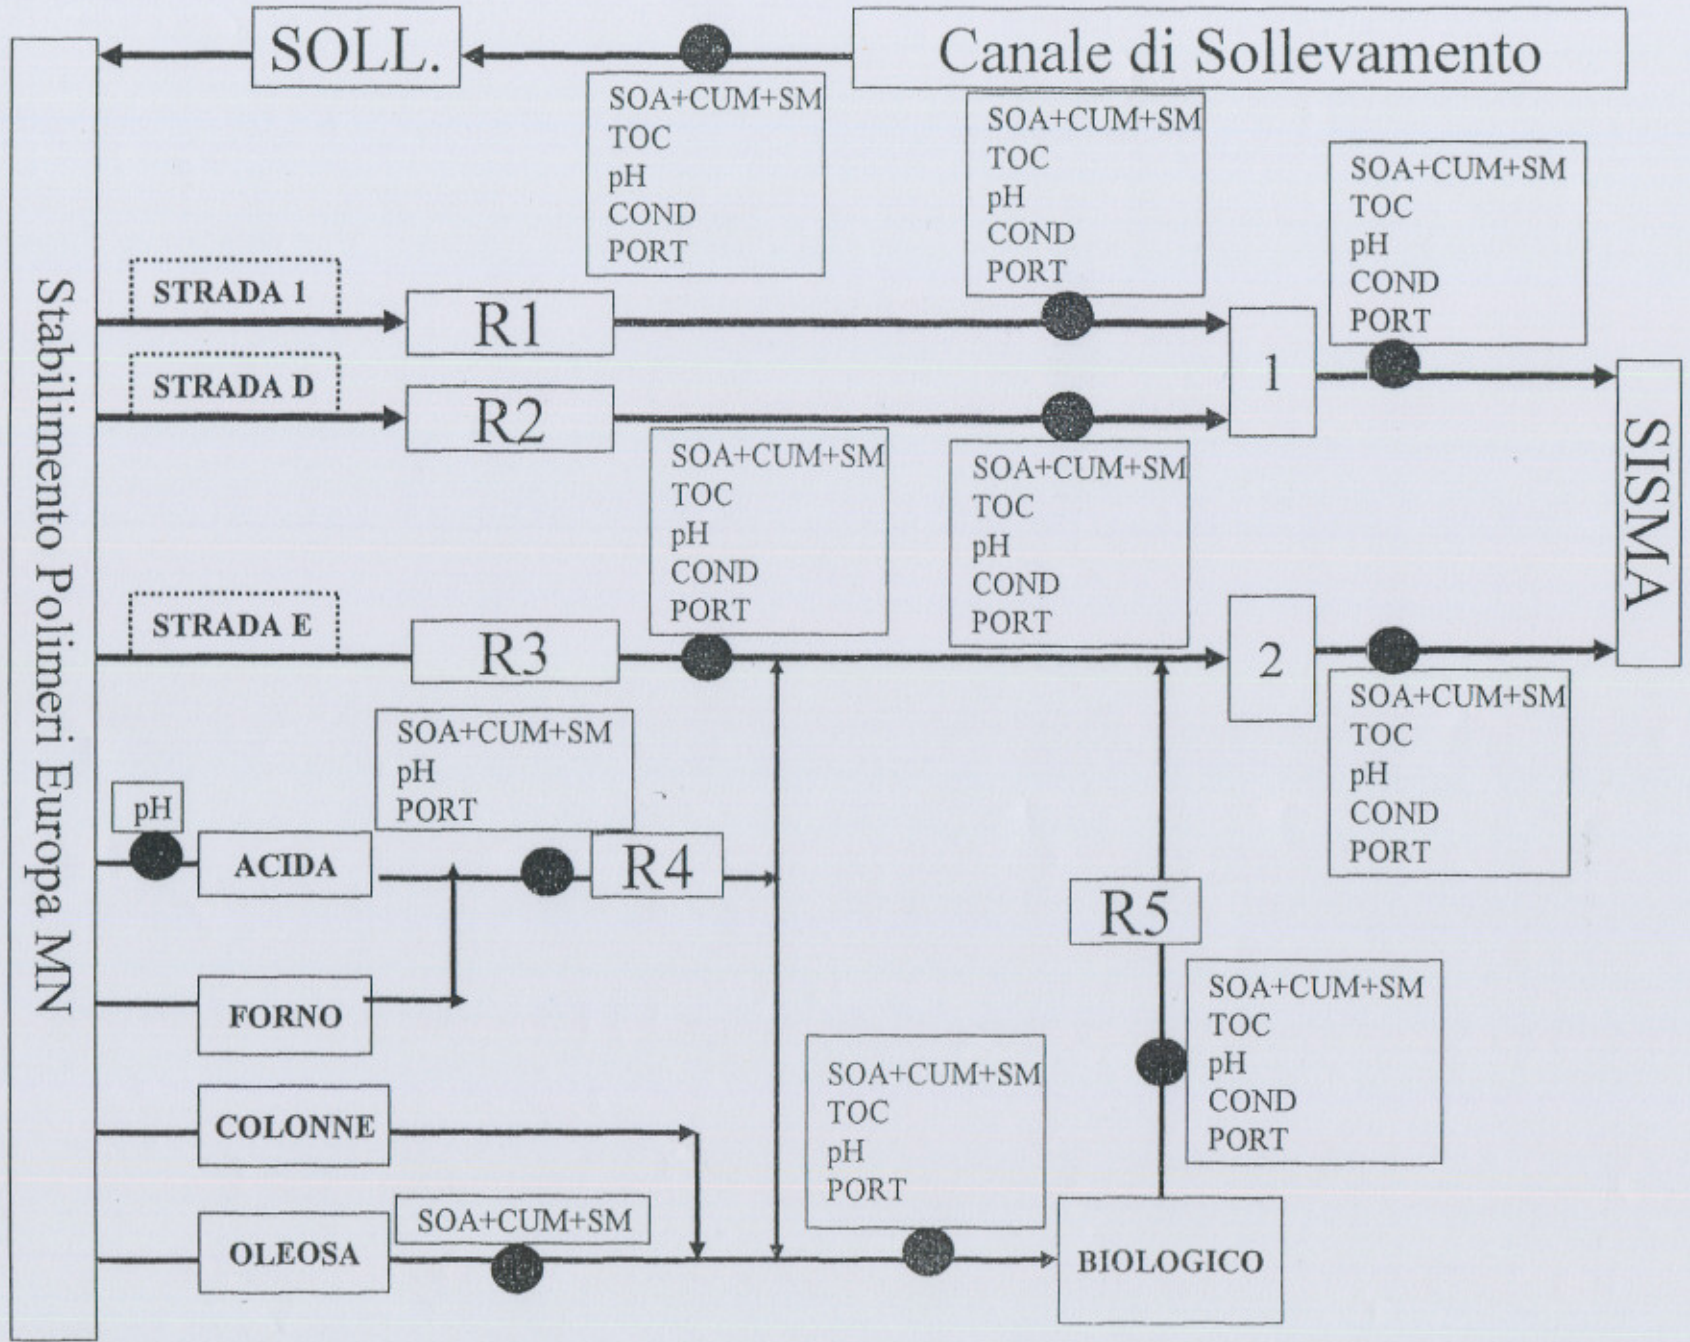 SOLL.
Canale di Sollevamento
SOA+CUM+SM
TOC
pH
COND
PORT
SOA+CUM+SM
TOC
pH
COND
PORT
SOA+CUM+SM
TOC
pH
COND
PORT
Stabilimento Polimeri Europa MN
STRADA 1
R1
1
STRADA D
R2
SISMA
SOA+CUM+SM
TOC
pH
COND
PORT
SOA+CUM+SM
TOC
pH
COND
PORT
STRADA E
R3
2
SOA+CUM+SM
TOC
pH
COND
PORT
SOA+CUM+SM
pH
PORT
pH
ACIDA
R4
R5
FORNO
SOA+CUM+SM
TOC
pH
COND
PORT
SOA+CUM+SM
TOC
pH
PORT
COLONNE
SOA+CUM+SM
OLEOSA
BIOLOGICO